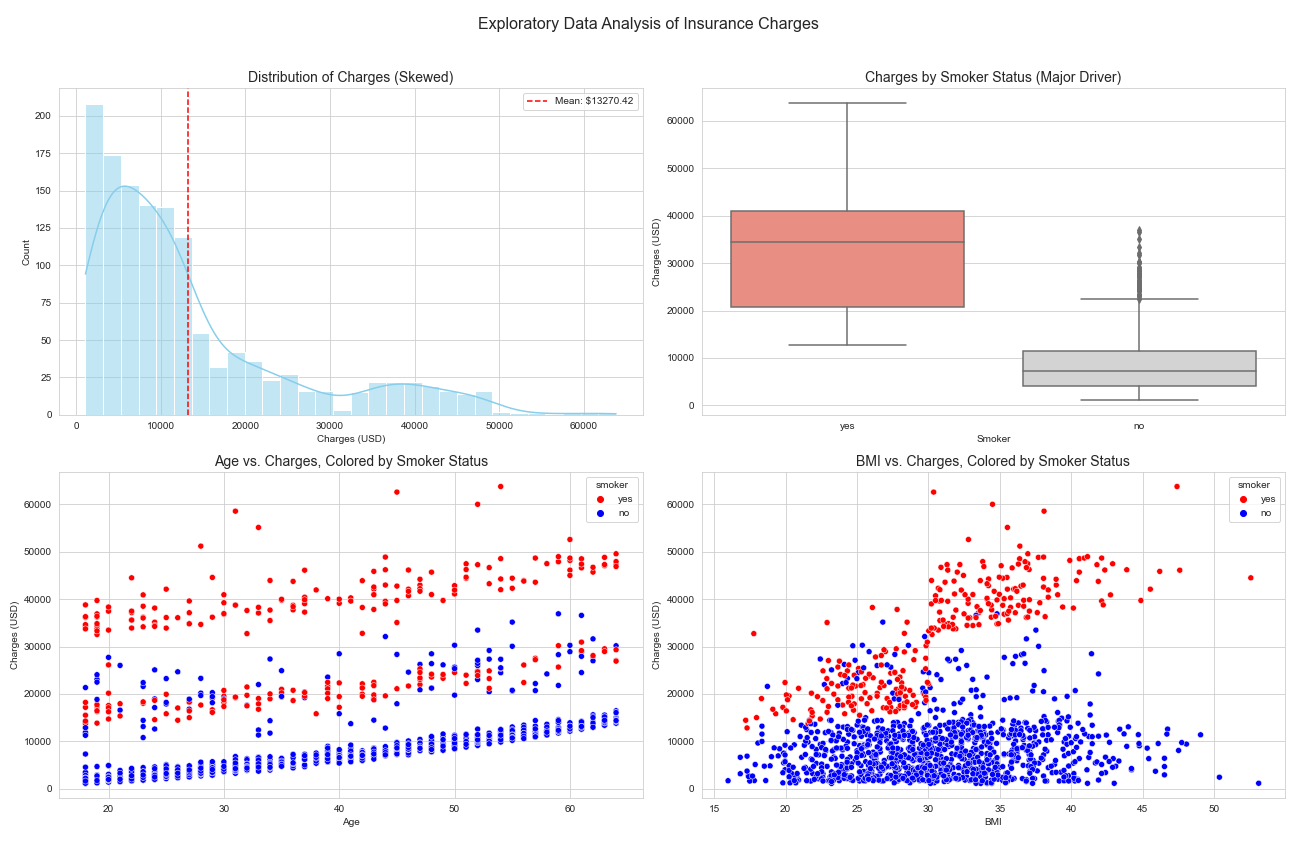 Exploratory Data Analysis of Insurance Charges
Distribution of Charges (Skewed)
Mean: $13270.42
200
175
150
125
100
75
50
25
0
Count
0 10000 20000 30000 40000 50000 60000
Charges (USD)
Charges by Smoker Status (Major Driver)
60000
50000
40000
30000
20000
10000
0
Charges (USD)
yes no
Smoker
Age vs. Charges, Colored by Smoker Status
smoker
yes
no
60000
50000
40000
30000
20000
10000
0
Charges (USD)
20 30 40 50 60
Age
BMI vs. Charges, Colored by Smoker Status
smoker
yes
no
60000
50000
40000
30000
20000
10000
0
Charges (USD)
15 20 25 30 35 40 45 50
BMI